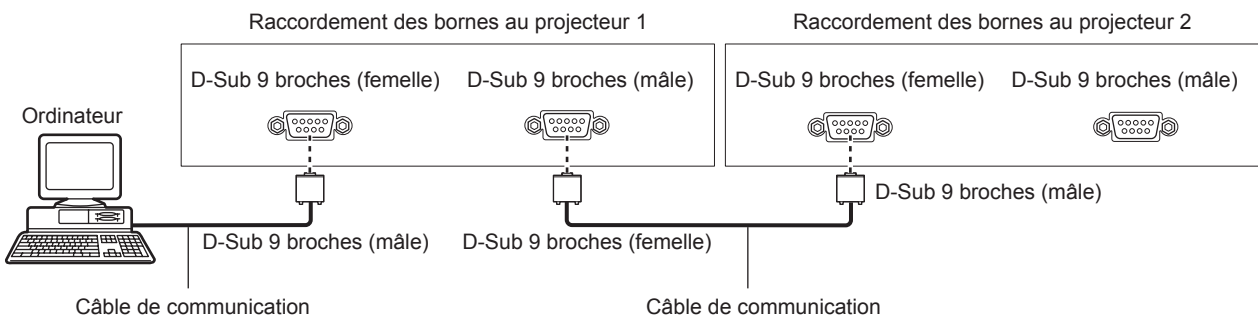 Raccordement des bornes au projecteur 1
Raccordement des bornes au projecteur 2
D-Sub 9 broches (femelle)
D-Sub 9 broches (mâle)
D-Sub 9 broches (femelle)
D-Sub 9 broches (mâle)
Ordinateur
D-Sub 9 broches (mâle)
D-Sub 9 broches (mâle)
D-Sub 9 broches (femelle)
Câble de communication
Câble de communication